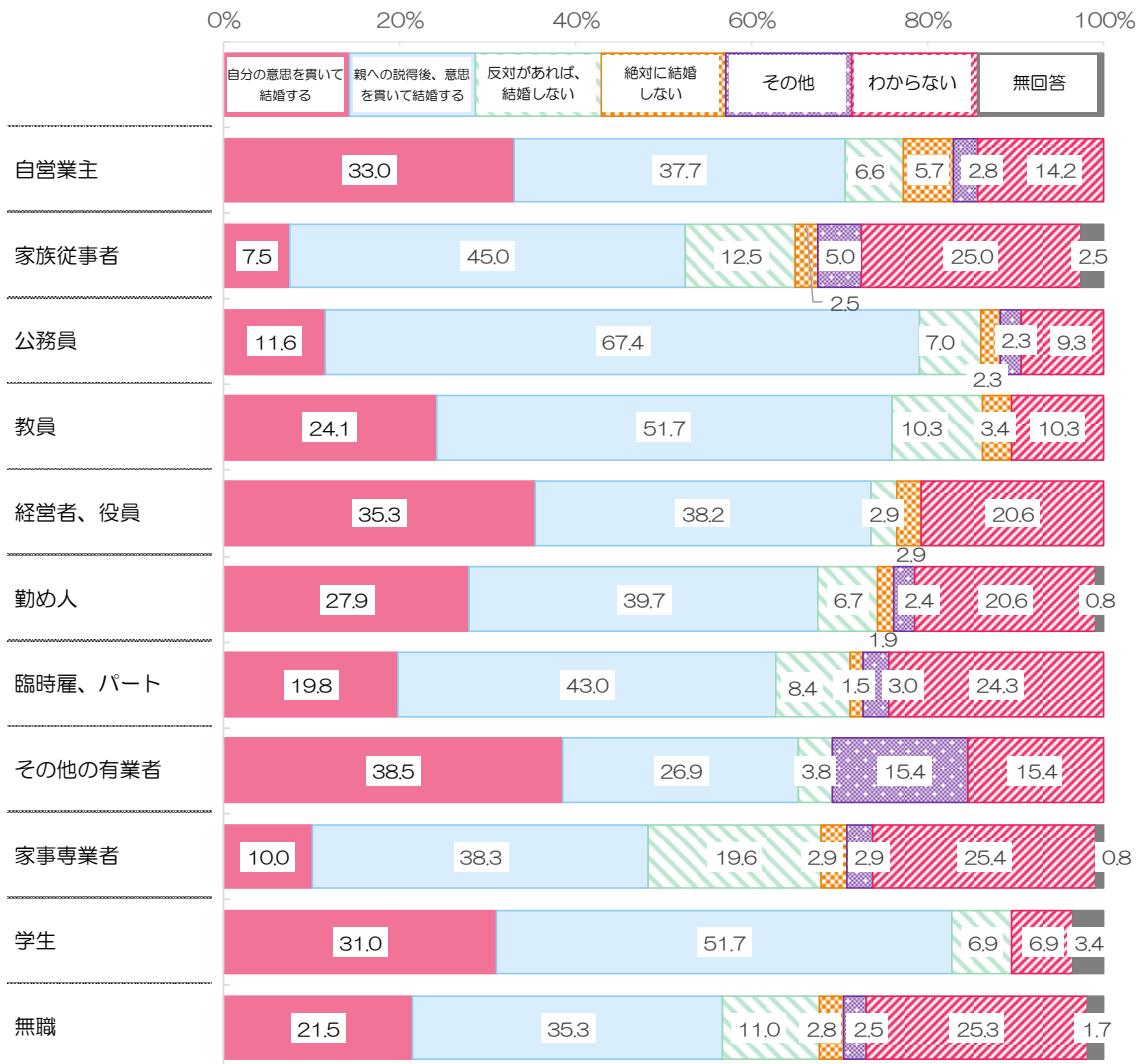 0% 20% 40% 60% 80% 100%
自分の意思を貫いて
結婚する
親への説得後、意思
を貫いて結婚する
反対があれば、
結婚しない
絶対に結婚
しない
その他
わからない
無回答
自営業主 33.0 37.7 6.6 5.7 2.8 14.2
家族従事者 7.5 45.0 12.5 5.0 25.0 2.5
2.5
公務員 11.6 67.4 7.0 2.3 9.3
2.3
教員 24.1 51.7 10.3 3.4 10.3
経営者、役員 35.3 38.2 2.9 20.6
2.9
勤め人 27.9 39.7 6.7 2.4 20.6 0.8
1.9
臨時雇、パート 19.8 43.0 8.4 1.5 3.0 24.3
その他の有業者 38.5 26.9 3.8 15.4 15.4
家事専業者 10.0 38.3 19.6 2.9 2.9 25.4 0.8
学生 31.0 51.7 6.9 6.9 3.4
無職 21.5 35.3 11.0 2.8 2.5 25.3 1.7